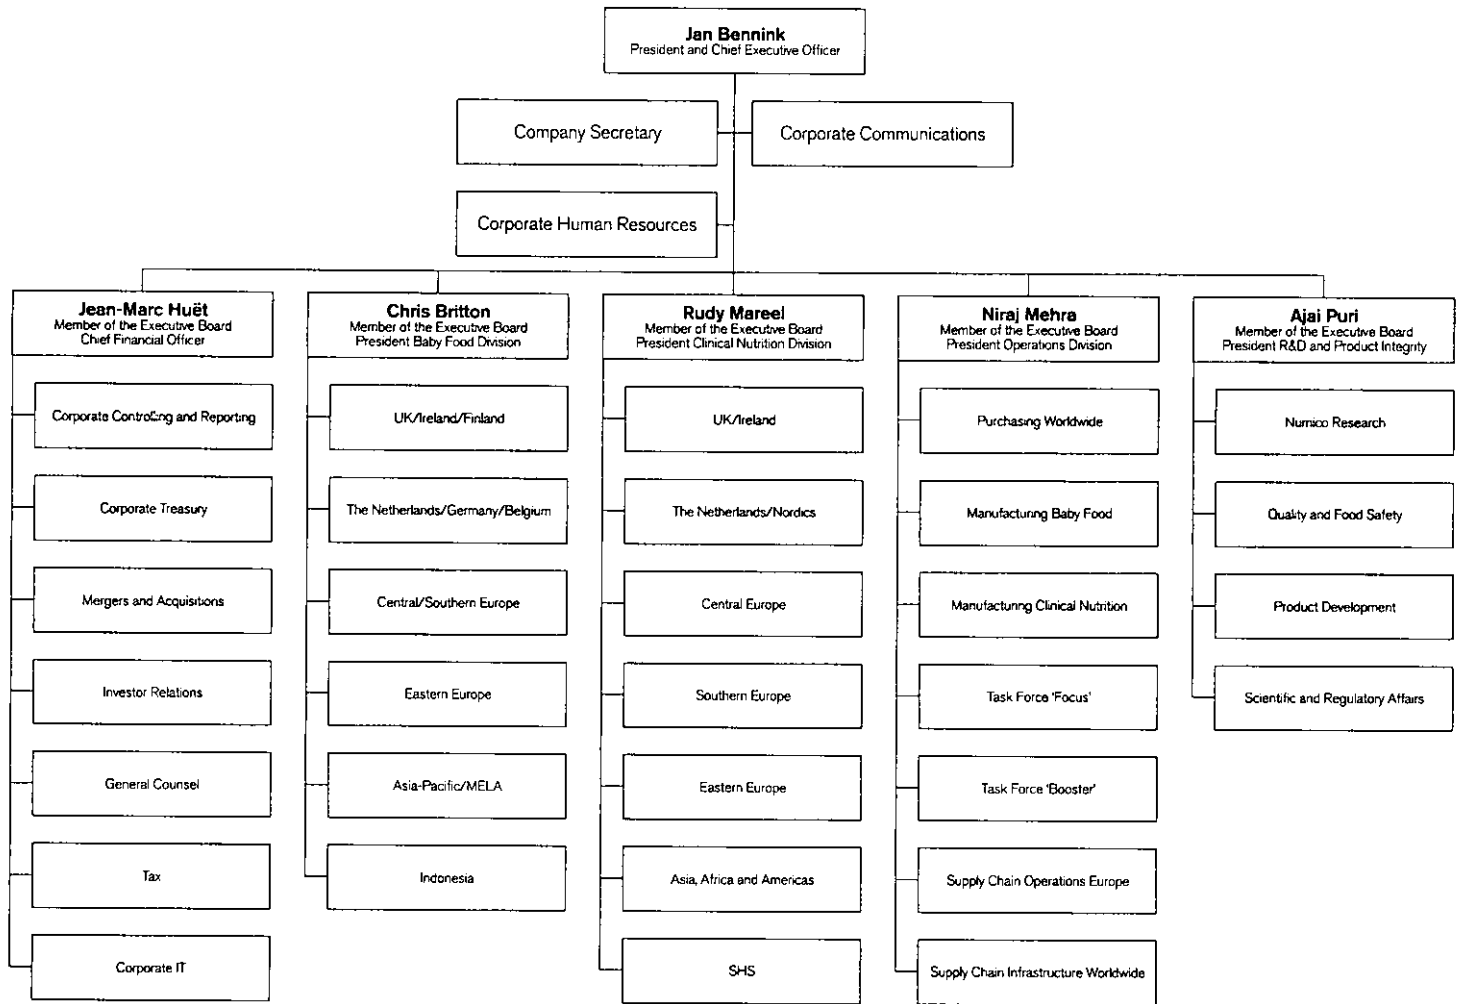 Jan Bennink
President and Chief Executive Officer
Company Secretary
Corporate Communications
Corporate Human Resources
Jean-Marc Huët
Member of the Executive Board
Chief Financial Officer
Corporate Controlling and Reporting
Corporate Treasury
Mergers and Acquisitions
Investor Relations
General Counsel
Tax
Corporate IT
Chris Britton
Member of the Executive Board
President Baby Food Division
UK/Ireland/Finland
The Netherlands/Germany/Belgium
Central/Southern Europe
Eastern Europe
Asia-Pacific/MELA
Indonesia
Rudy Mareel
Member of the Executive Board
President Clinical Nutrition Division
UK/Ireland
The Netherlands/Nordics
Central Europe
Southern Europe
Eastern Europe
Asia, Africa and Americas
SHS
Niraj Mehra
Member of the Executive Board
President Operations Division
Purchasing Worldwide
Manufacturing Baby Food
Manufacturing Clinical Nutrition
Task Force 'Focus'
Task Force 'Booster'
Supply Chain Operations Europe
Supply Chain Infrastructure Worldwide
Ajai Puri
Member of the Executive Board
President R&D and Product Integrity
Numico Research
Quality and Food Safety
Product Development
Scientific and Regulatory Affairs